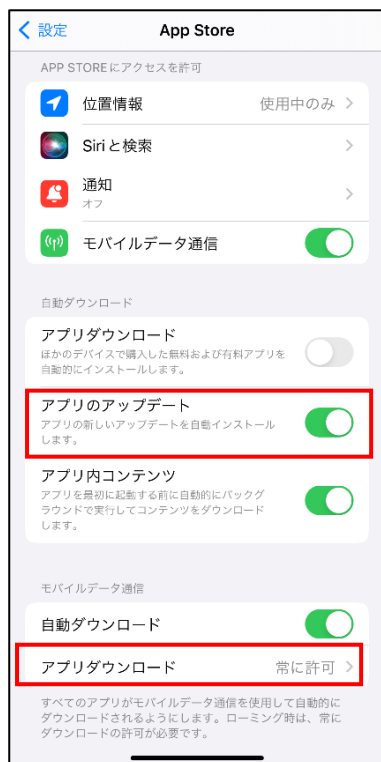 設定 App Store
APP STOREにアクセスを許可
位置情報 使用中のみ
Siriと検索
通知
オフ
モバイルデータ通信
自動ダウンロード
アプリダウンロード
ほかのデバイスで購入した無料および有料アプリを
自動的にインストールします。
アプリのアップデート
アプリの新しいアップデートを自動インストール
します。
アプリ内コンテンツ
アプリを最初に起動する前に自動的にバックグ
ラウンドで実行してコンテンツをダウンロード
します。
モバイルデータ通信
自動ダウンロード
アプリダウンロード 常に許可
すべてのアプリがモバイルデータ通信を使用して自動的に
ダウンロードされるようにします。ローミング時は、常に
ダウンロードの許可が必要です。